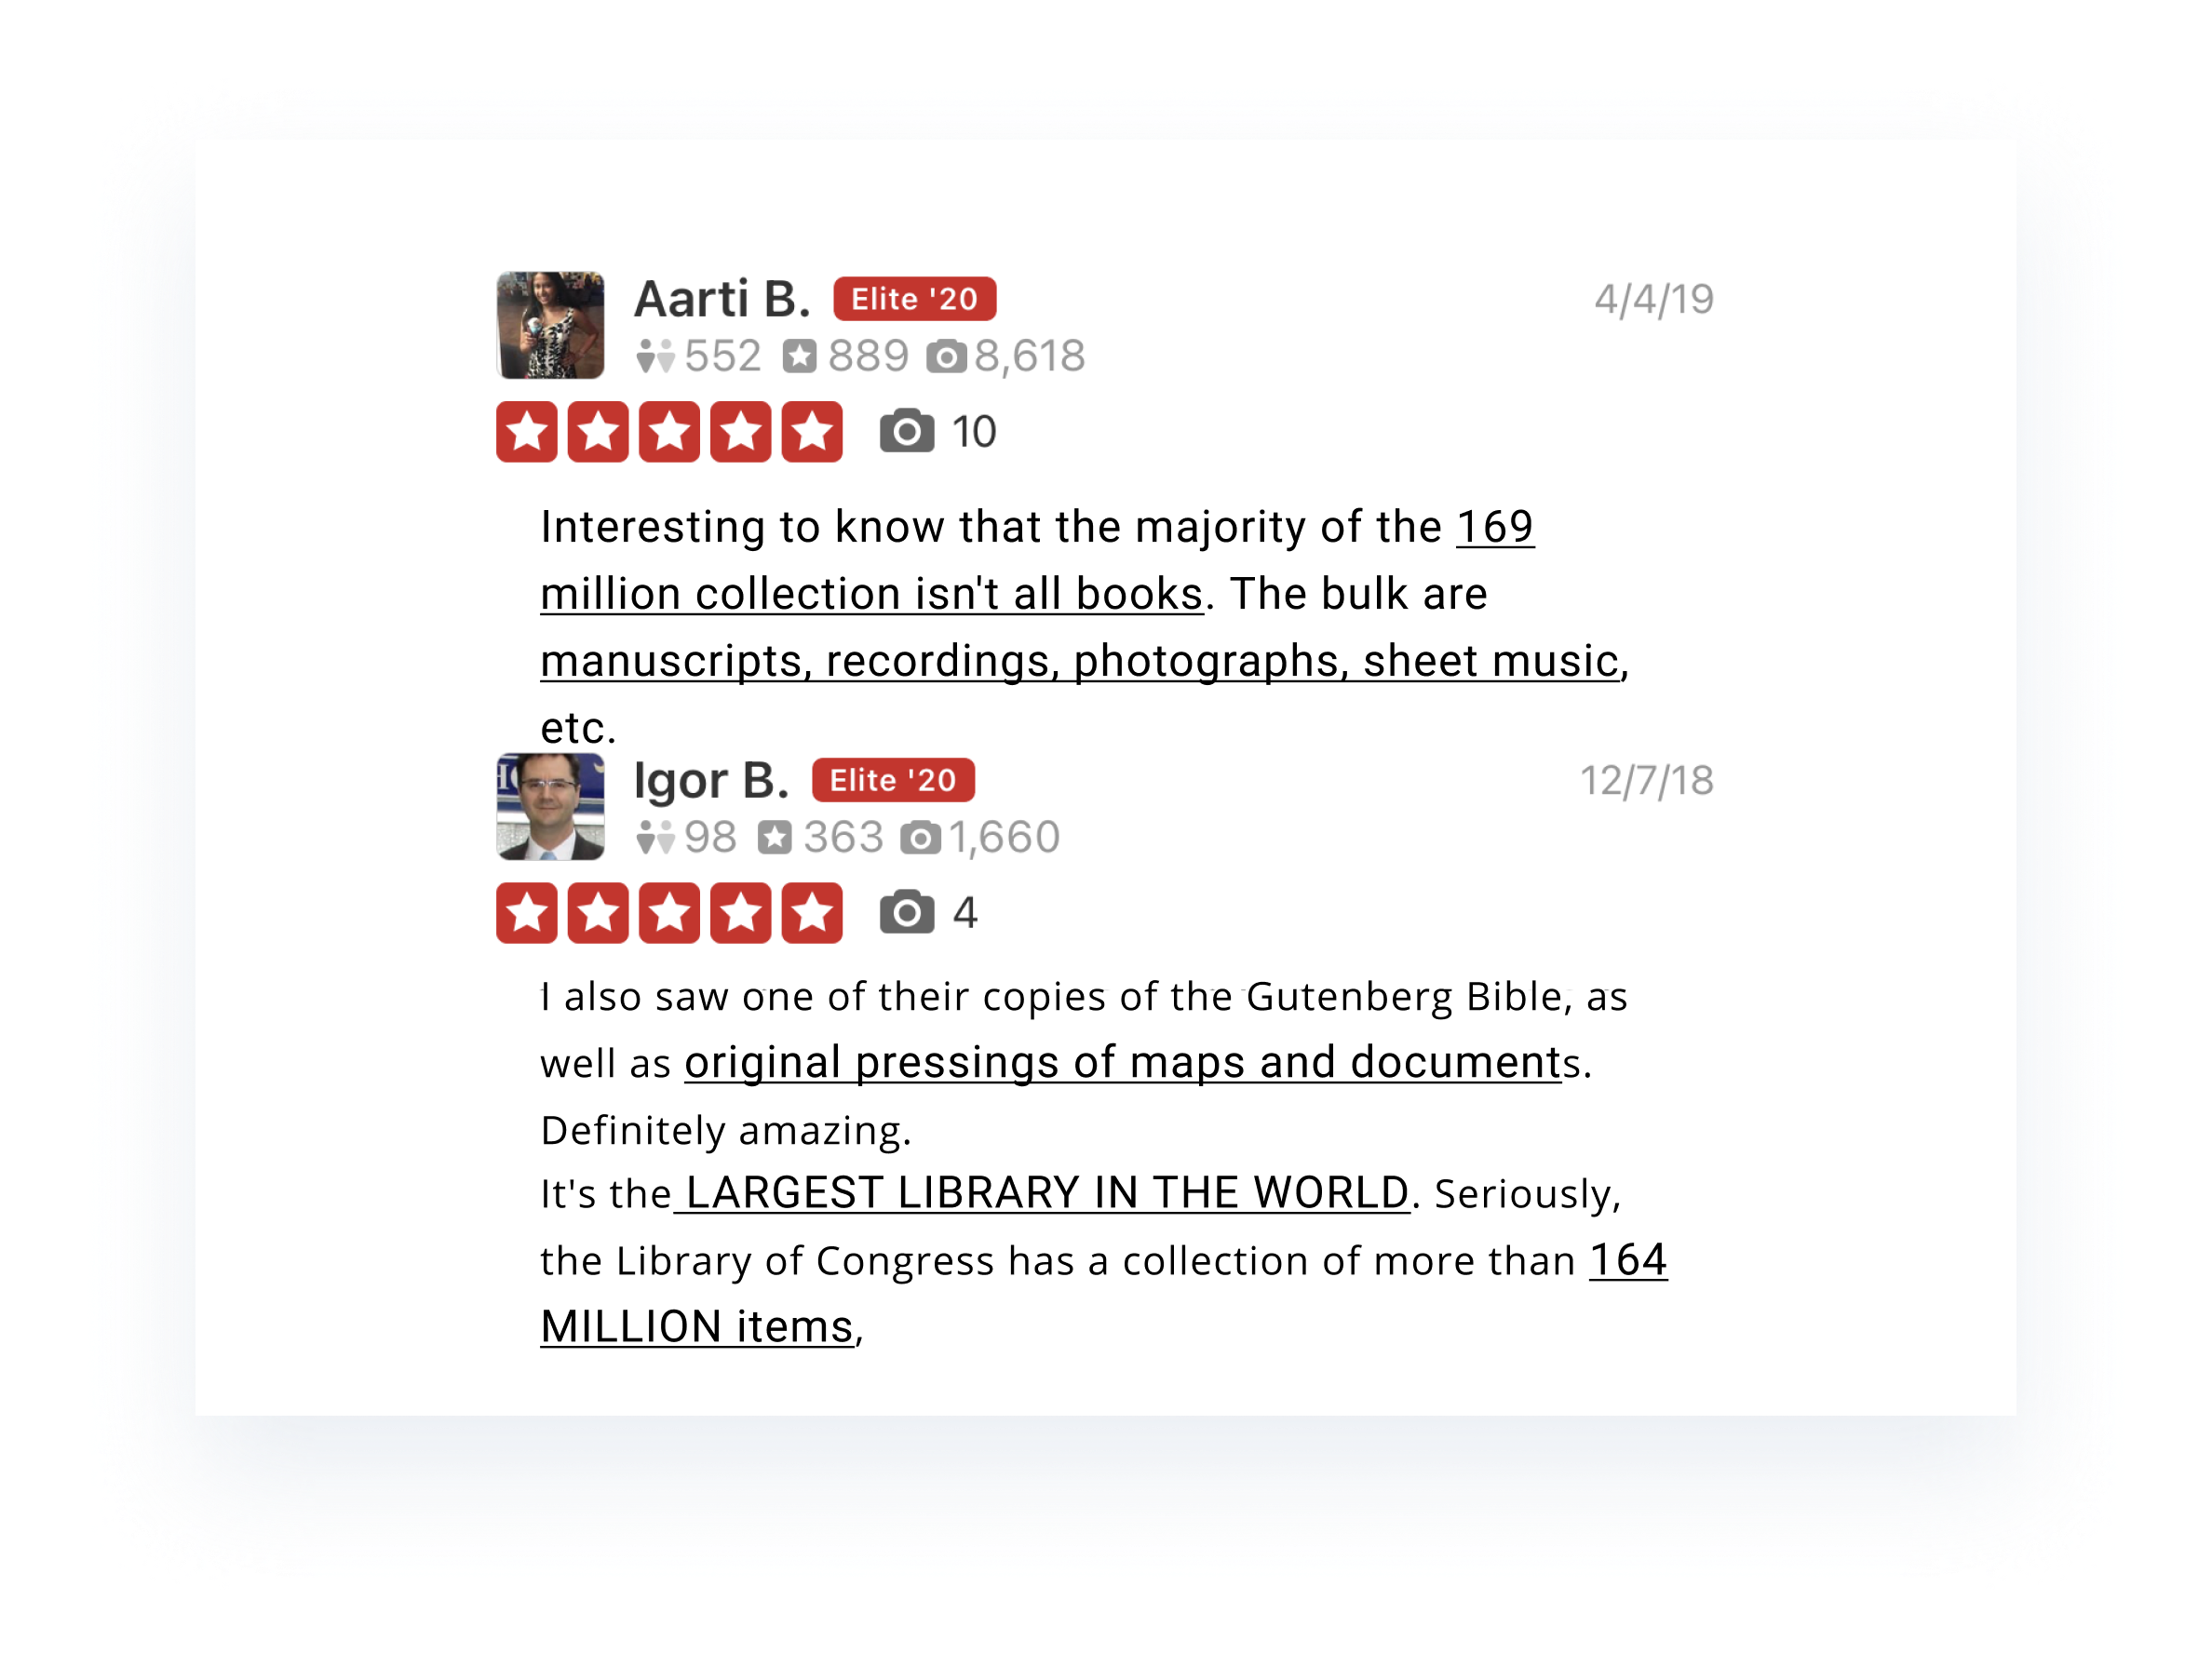 Aarti B. Elite '20 4/4/19
552 889 8,618
10
Interesting to know that the majority of the 169
million collection isn't all books. The bulk are
manuscripts, recordings, photographs, sheet music,
etc.
Igor B. Elite '20 12/7/18
98 363 1,660
4
I also saw one of their copies of the Gutenberg Bible, as
well as original pressings of maps and documents.
Definitely amazing.
It's the LARGEST LIBRARY IN THE WORLD. Seriously,
the Library of Congress has a collection of more than 164
MILLION items,